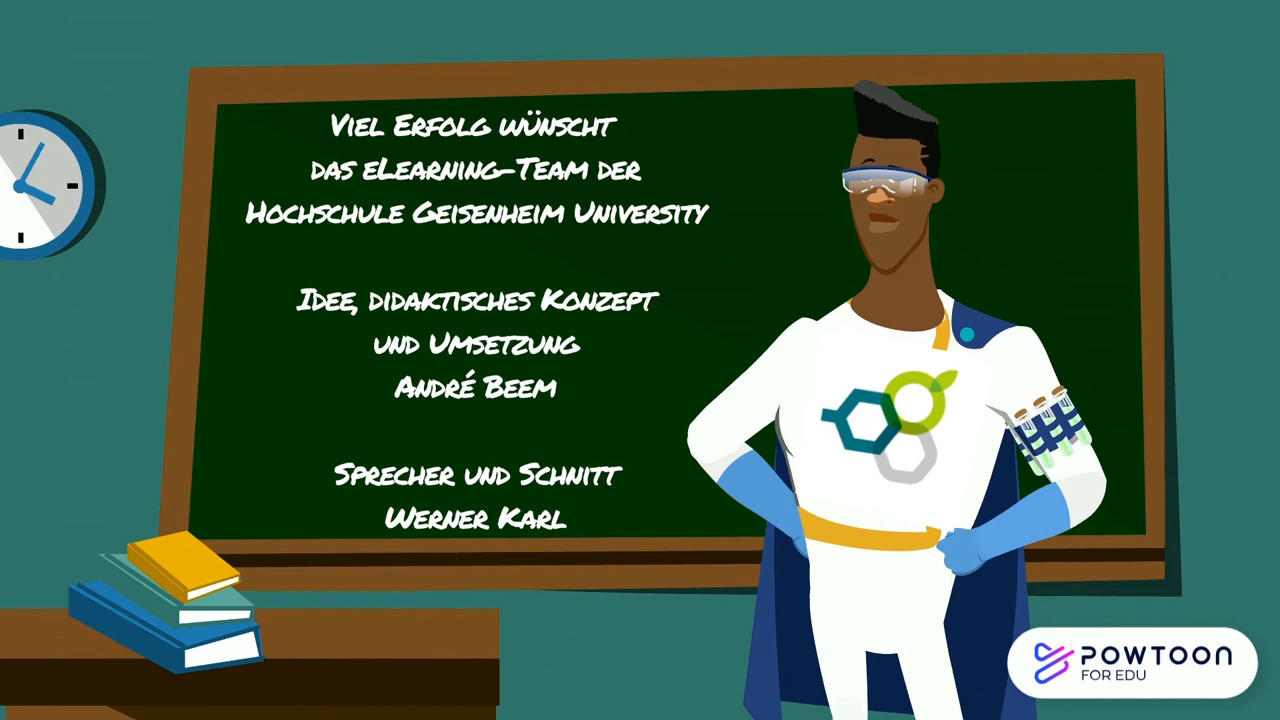 Viel Erfolg wünscht
das eLearning-Team der
Hochschule Geisenheim University
Idee, didaktisches Konzept
und Umsetzung
André Beem
Sprecher und Schnitt
Werner Karl
POWTOON
FOR EDU